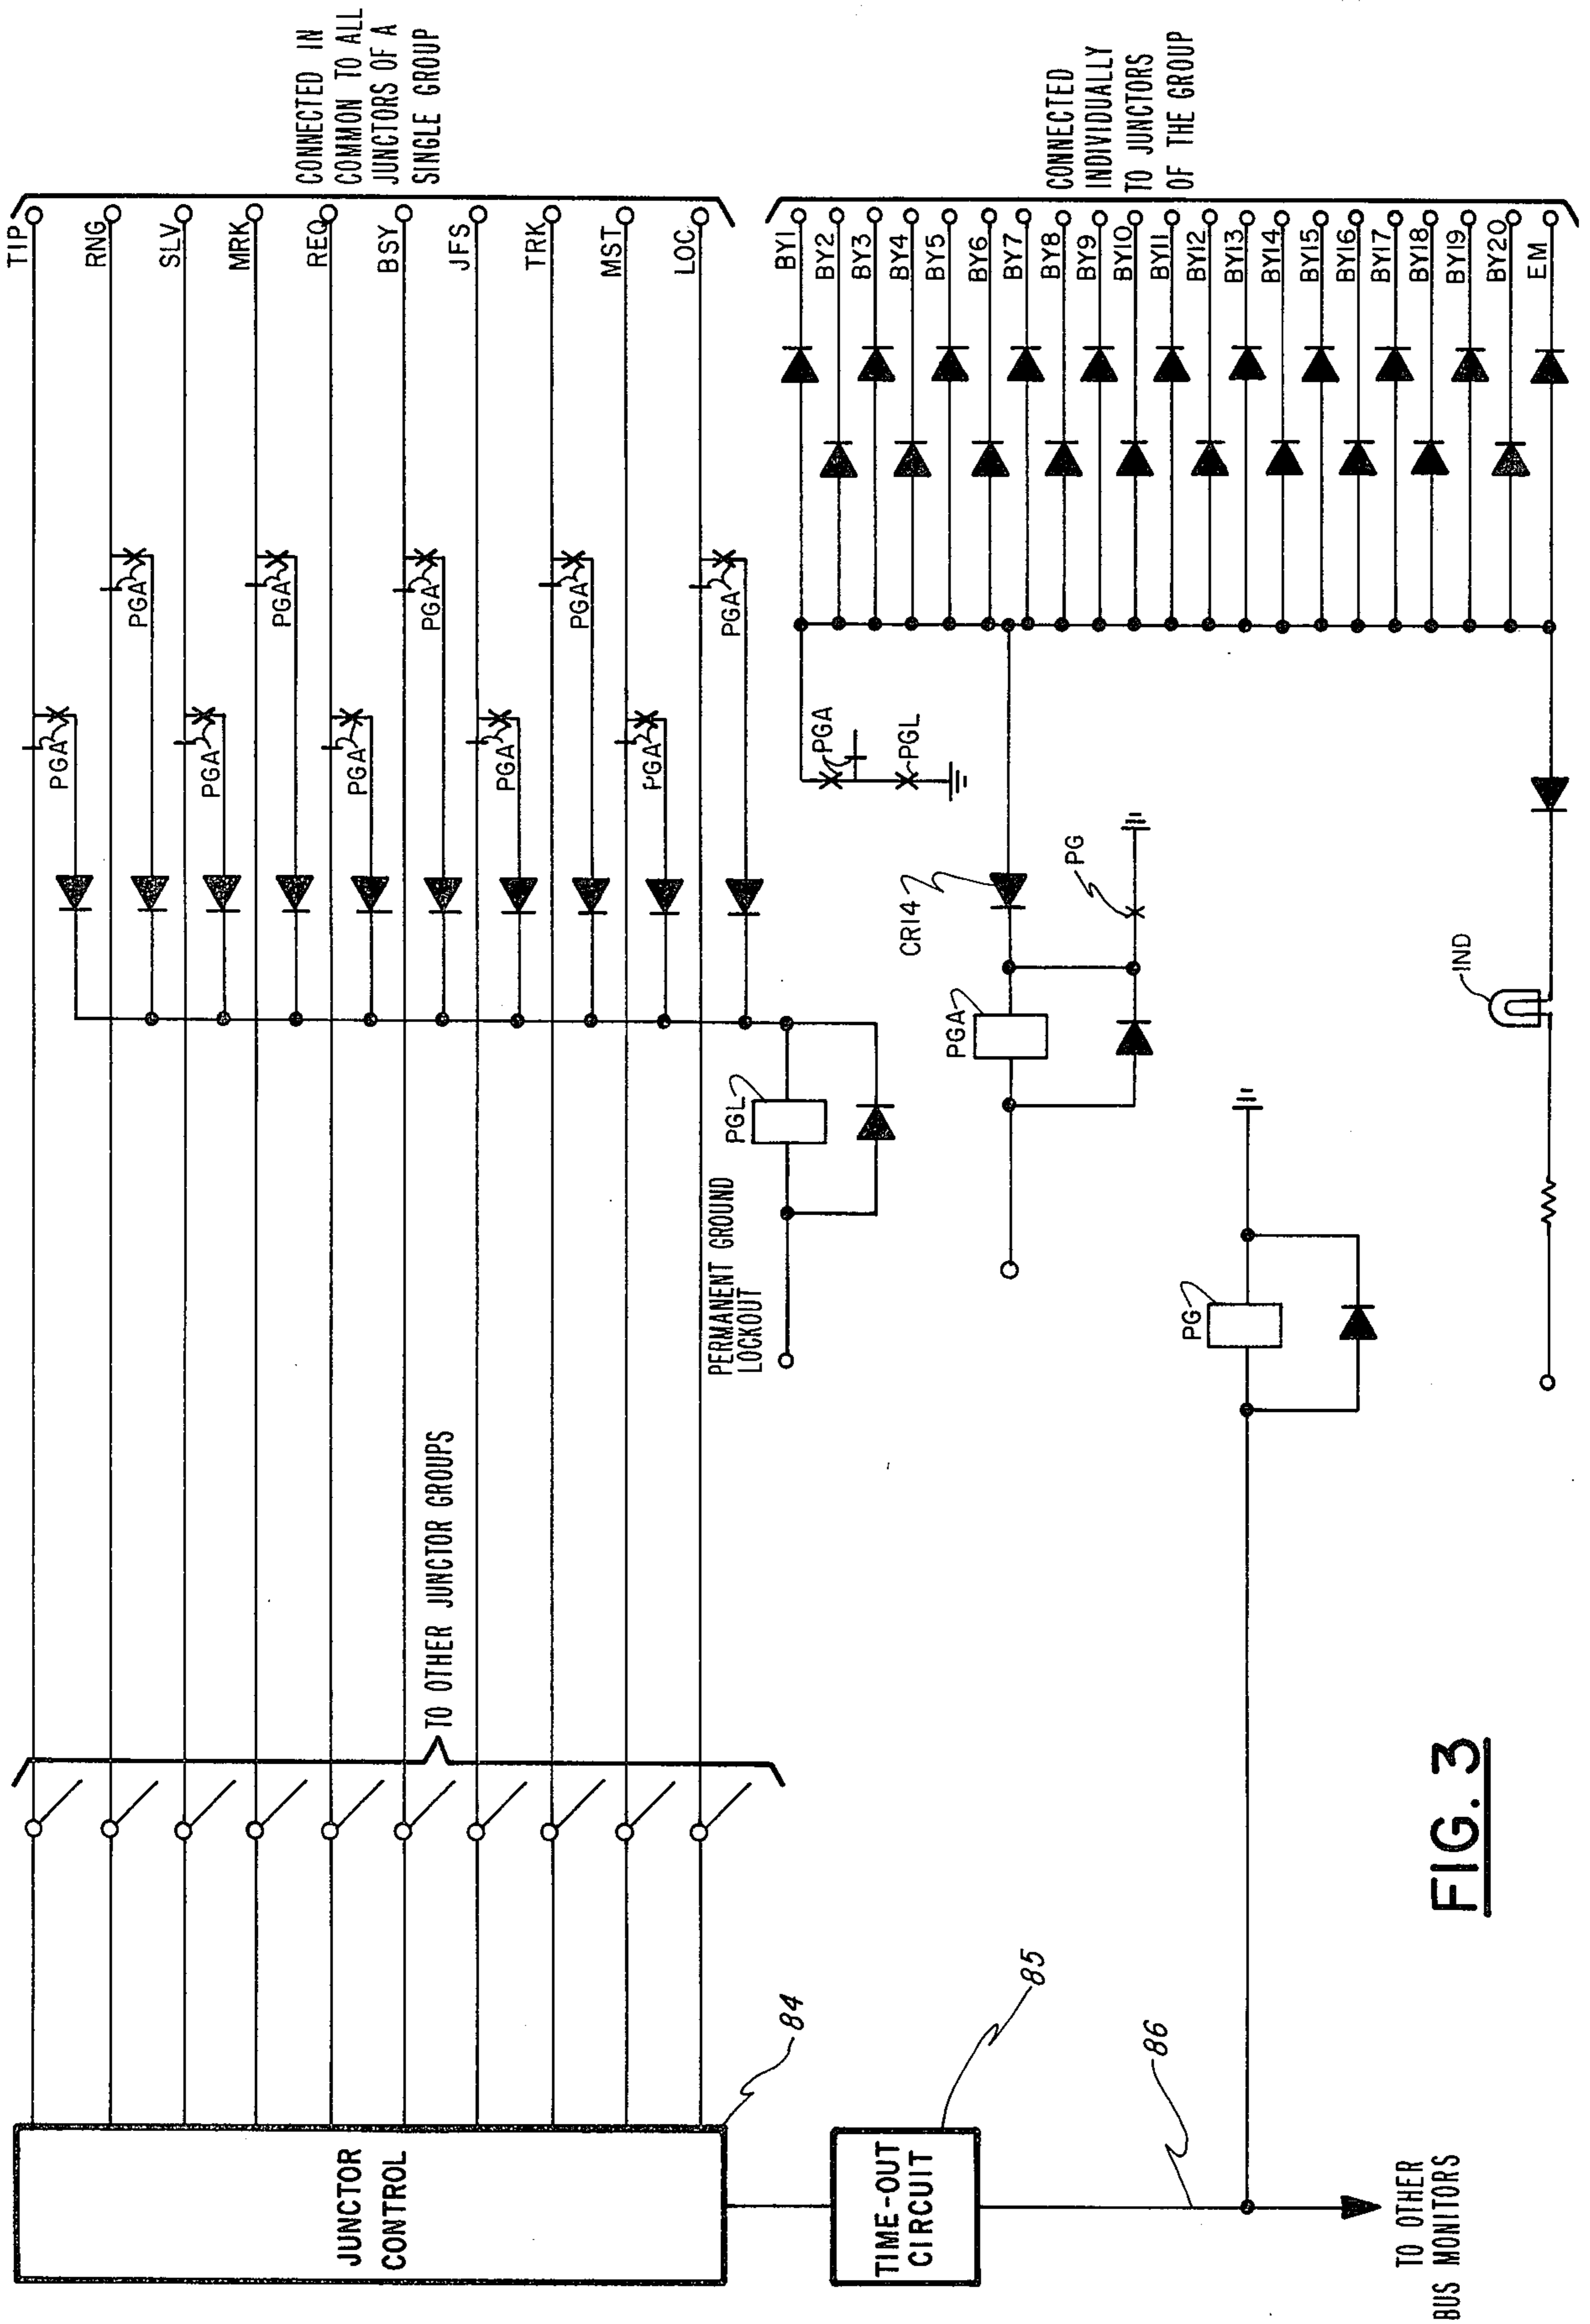 TIP
RNG
SLV
MRK
REQ
BSY
JFS
TRK
MST
LOC
CONNECTED IN
COMMON TO ALL
JUNCTORS OF A
SINGLE GROUP
PGA
PGA
PGA
PGA
PGA
PGA
PGA
PGA
PGA
PGA
TO OTHER JUNCTOR GROUPS
JUNCTOR
CONTROL
84
TIME-OUT
CIRCUIT
85
86
TO OTHER
BUS MONITORS
PERMANENT GROUND
LOCKOUT
PGL
PGA
PGL
CR14
PGA
PG
PG
IND
BY1
BY2
BY3
BY4
BY5
BY6
BY7
BY8
BY9
BY10
BY11
BY12
BY13
BY14
BY15
BY16
BY17
BY18
BY19
BY20
EM
CONNECTED
INDIVIDUALLY
TO JUNCTORS
OF THE GROUP
FIG. 3